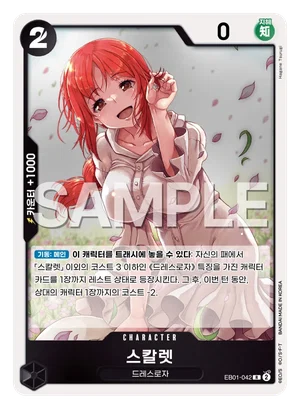 2
0
지혜
知
카운터 +1000
SAMPLE
기동: 메인 이 캐릭터를 트래시에 놓을 수 있다: 자신의 패에서
「스칼렛」 이외의 코스트 3 이하인 《드레스로자》 특징을 가진 캐릭터
카드를 1장까지 레스트 상태로 등장시킨다. 그 후, 이번 턴 동안,
상대의 캐릭터 1장까지의 코스트 -2.
CHARACTER
스칼렛
드레스로자
EB01-042 R 2